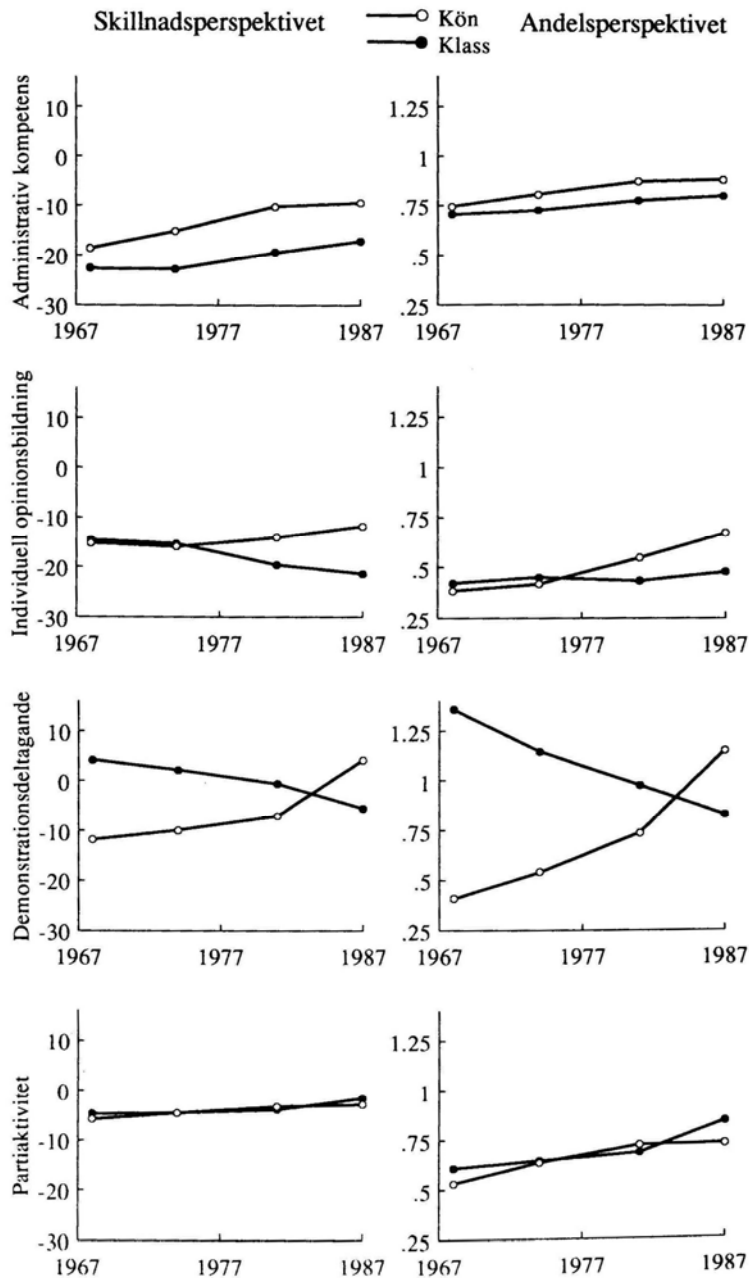 Skillnadsperspektivet
Kön
Klass
Andelsperspektivet
Administrativ kompetens
10
0
-10
-20
-30
1967 1977 1987
1.25
1
.75
.5
.25
1967 1977 1987
Individuell opinionsbildning
10
0
-10
-20
-30
1967 1977 1987
1.25
1
.75
.5
.25
1967 1977 1987
Demonstrationsdeltagande
10
0
-10
-20
-30
1967 1977 1987
1.25
1
.75
.5
.25
1967 1977 1987
Partiaktivitet
10
0
-10
-20
-30
1967 1977 1987
1.25
1
.75
.5
.25
1967 1977 1987